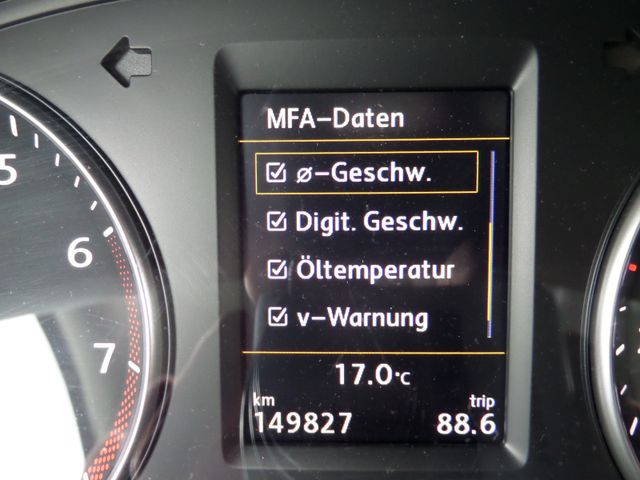 MFA-Daten
ø-Geschw.
Digit. Geschw.
Öltemperatur
v-Warnung
17.0°C
km trip
149827 88.6
5
6
7